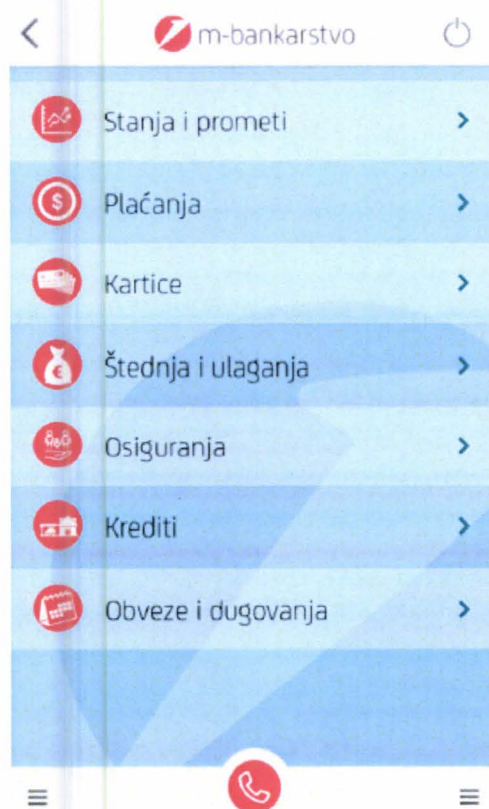 m-bankarstvo
Stanja i prometi
Plaćanja
Kartice
Štednja i ulaganja
Osiguranja
Krediti
Obveze i dugovanja